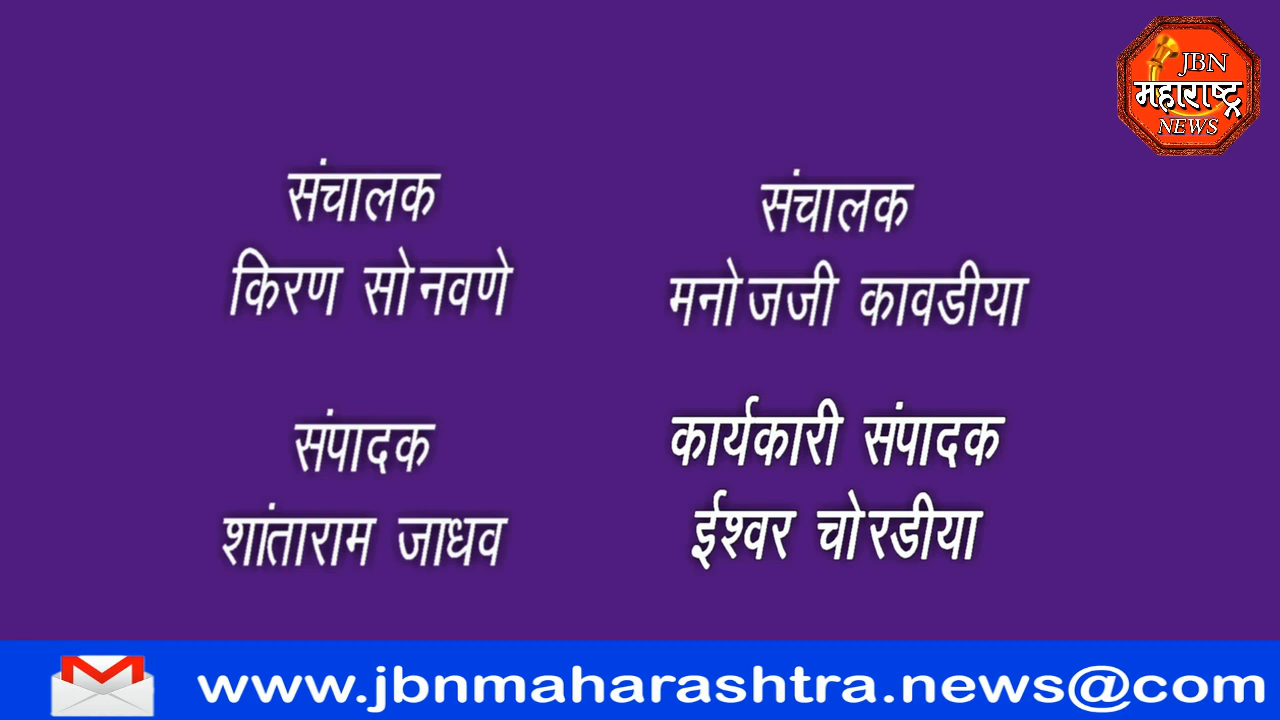 JBN
महाराष्ट्र
NEWS
संचालक
किरण सोनवणे
संचालक
मनोजजी कावडीया
संपादक
शांताराम जाधव
कार्यकारी संपादक
ईश्वर चोरडीया
www.jbnmaharashtra.news@com